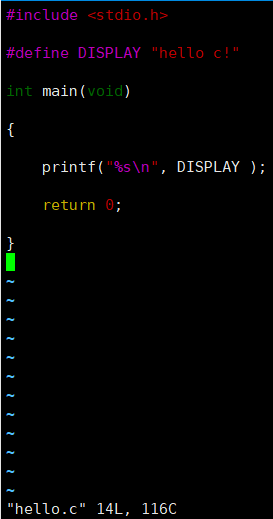 #include <stdio.h>
#define DISPLAY "hello c!"
int main(void)
{
printf("%s\n", DISPLAY );
return 0;
}
~
~
~
~
~
~
~
~
~
~
~
~
"hello.c" 14L, 116C